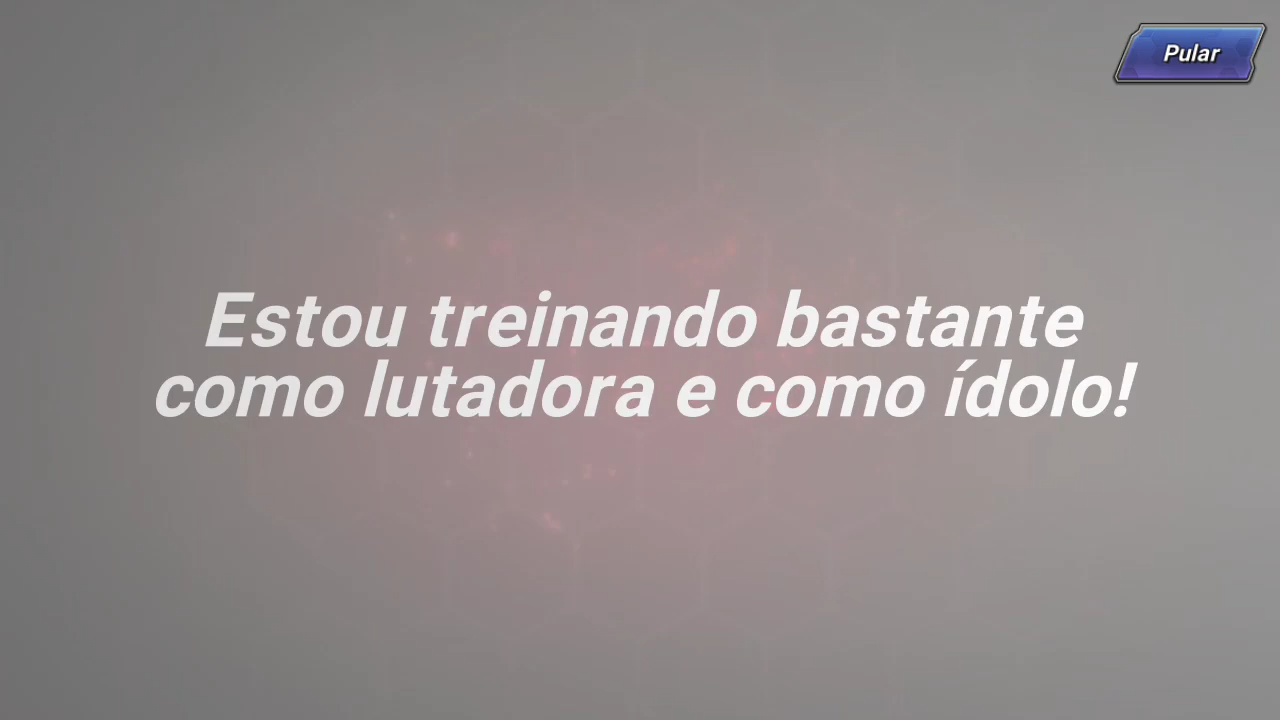 Pular
Estou treinando bastante
como lutadora e como ídolo!